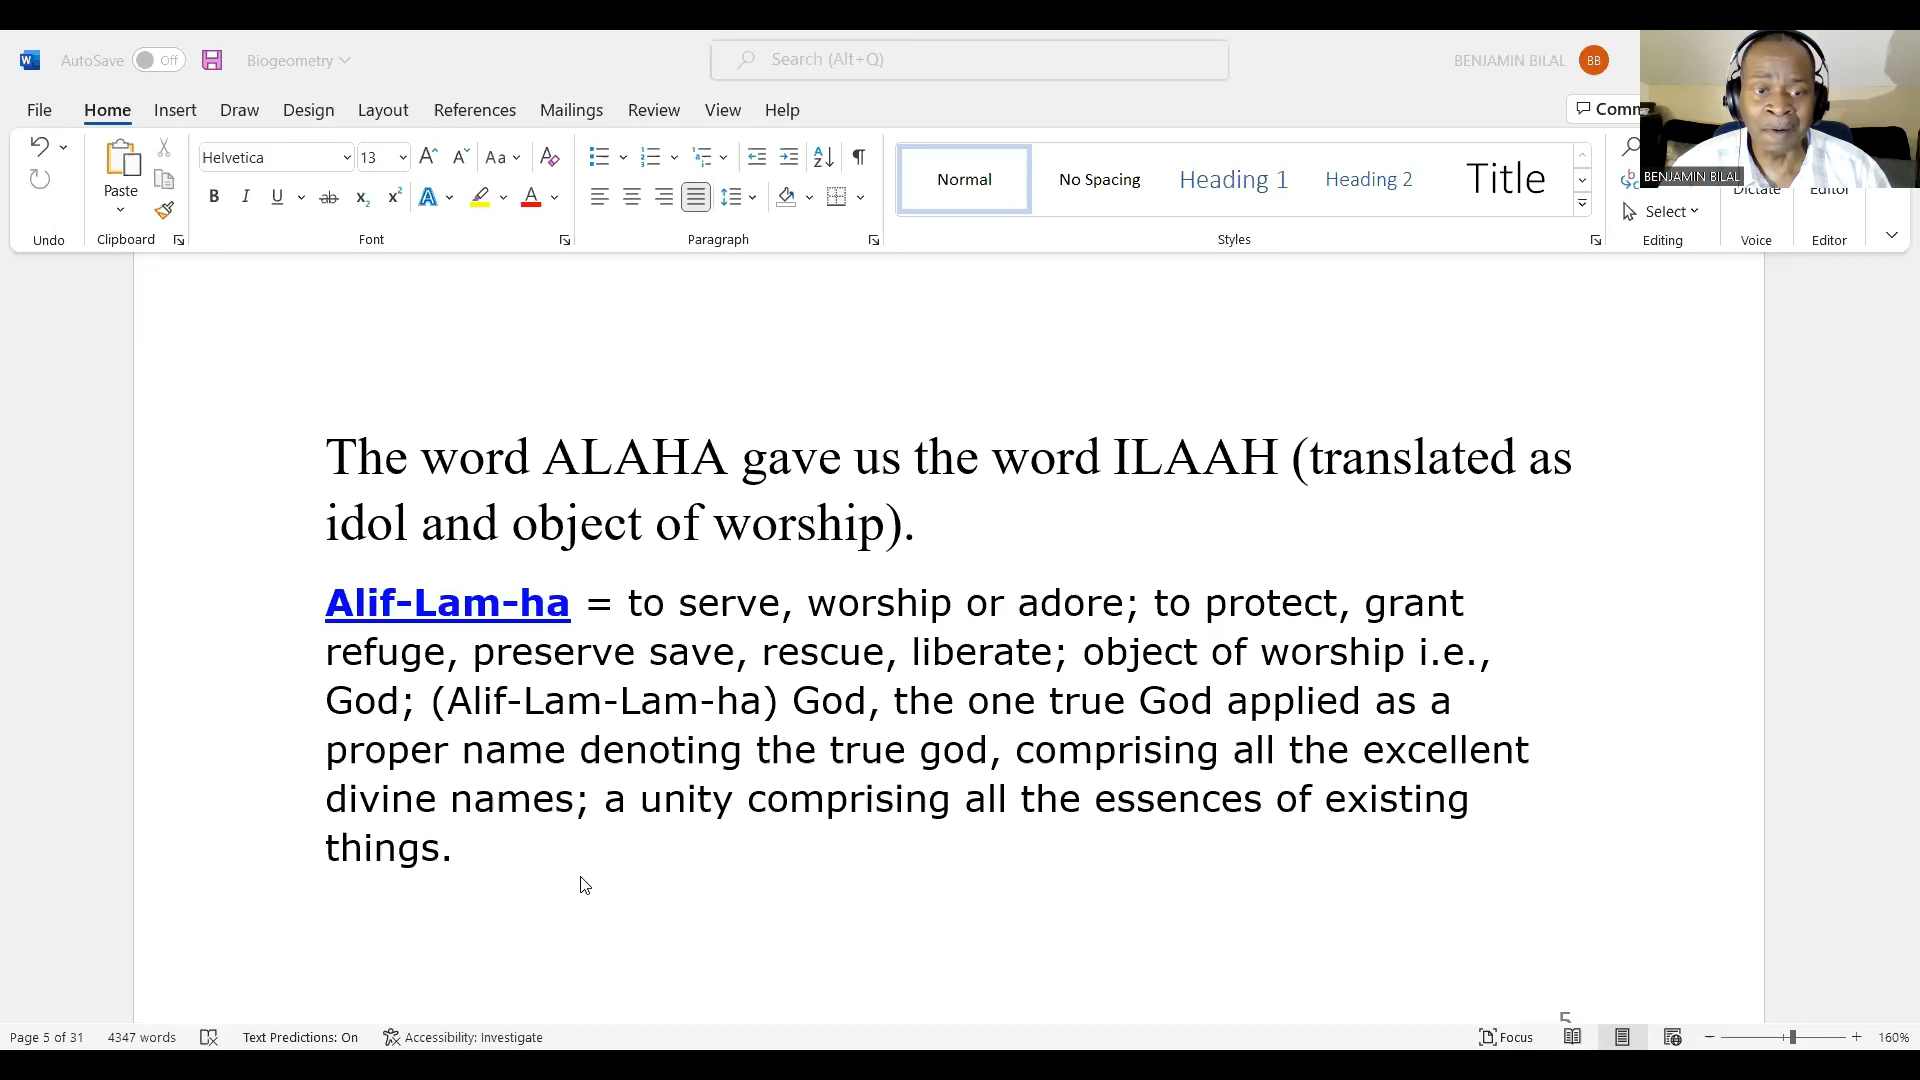 AutoSave Off Biogeometry Search (Alt+Q) BENJAMIN BILAL BB
File Home Insert Draw Design Layout References Mailings Review View Help Comm
Helvetica 13 Aa
Paste
Normal No Spacing Heading 1 Heading 2 Title
BENJAMIN BILAL
Select
Undo Clipboard Font Paragraph Styles Editing Voice Editor
The word ALAHA gave us the word ILAAH (translated as
idol and object of worship).
Alif-Lam-ha = to serve, worship or adore; to protect, grant
refuge, preserve save, rescue, liberate; object of worship i.e.,
God; (Alif-Lam-Lam-ha) God, the one true God applied as a
proper name denoting the true god, comprising all the excellent
divine names; a unity comprising all the essences of existing
things.
Page 5 of 31 4347 words Text Predictions: On Accessibility: Investigate Focus 160%